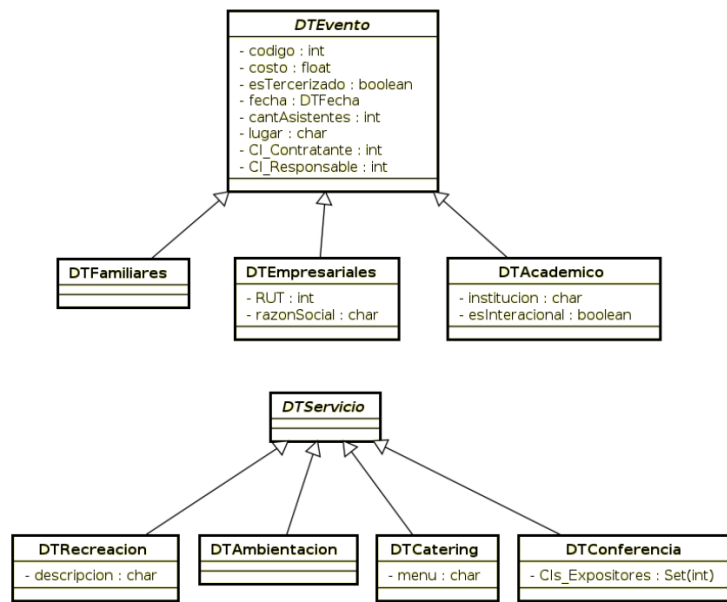 DTEvento
- codigo : int
- costo : float
- esTercerizado : boolean
- fecha : DTFecha
- cantAsistentes : int
- lugar : char
- CI_Contratante : int
- CI_Responsable : int
DTFamiliares
DTEmpresariales
- RUT : int
- razonSocial : char
DTAcademico
- institucion : char
- esInteracional : boolean
DTServicio
DTRecreacion
- descripcion : char
DTAmbientacion
DTCatering
- menu : char
DTConferencia
- CIs_Expositores : Set(int)